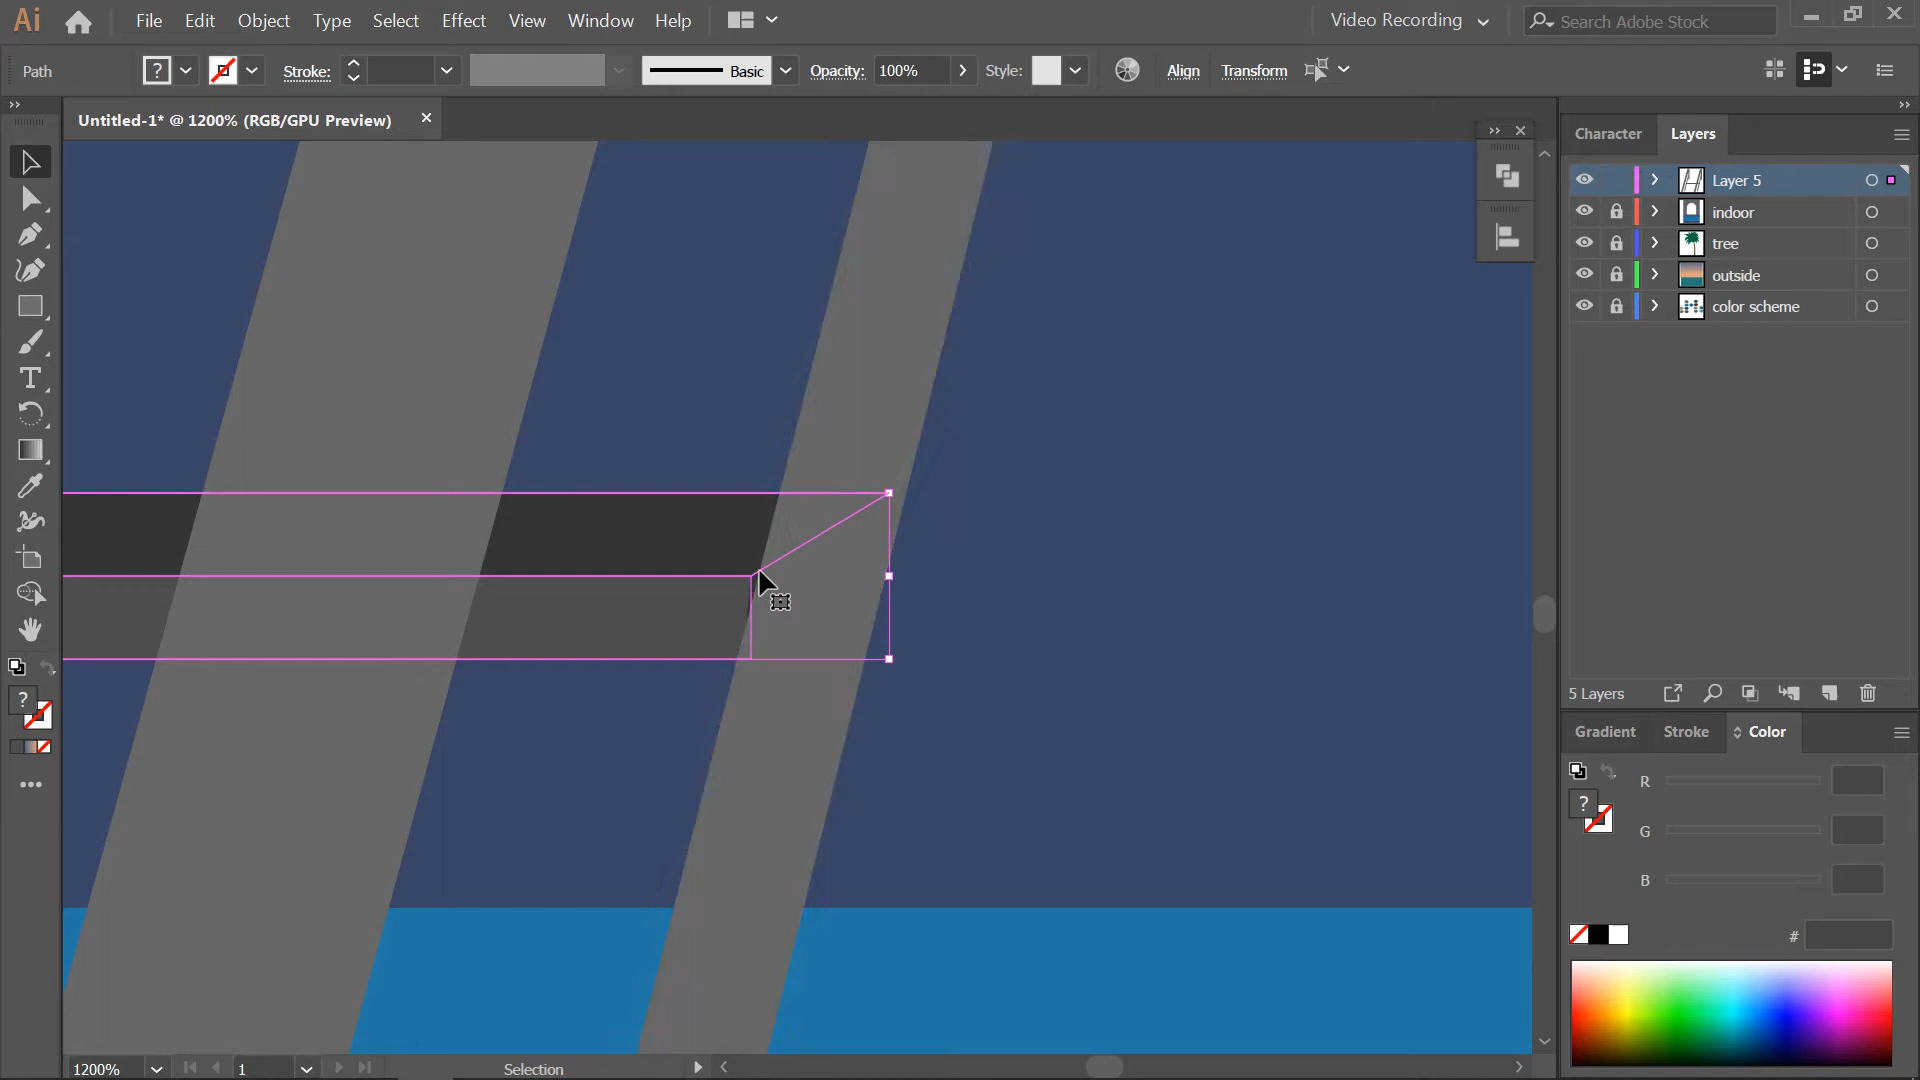 Ai File Edit Object Type Select Effect View Window Help Video Recording Search Adobe Stock
Path ? Stroke: Basic Opacity: 100% Style: Align Transform
Untitled-1* @ 1200% (RGB/GPU Preview)
Character Layers
Layer 5
indoor
tree
outside
color scheme
5 Layers
Gradient Stroke Color
R
? G
B
#
T
?
1200% 1 Selection